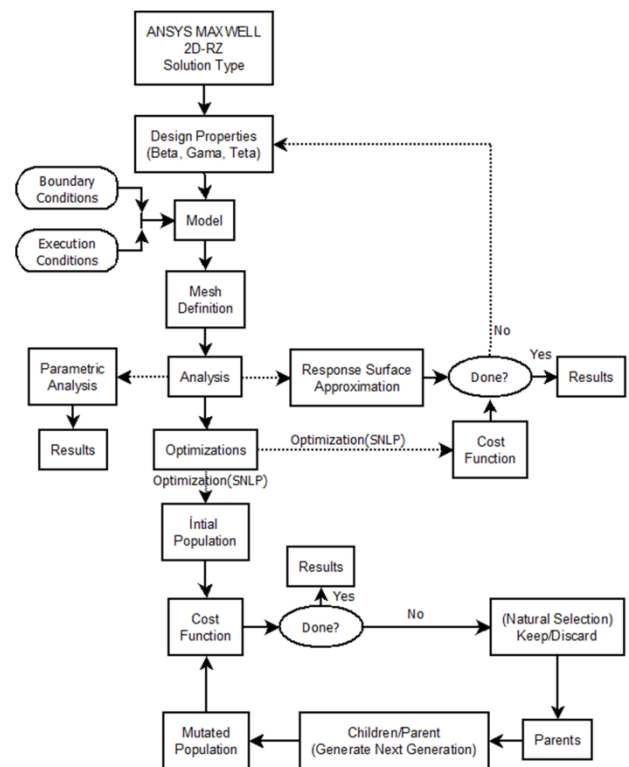 ANSYS MAXWELL
2D-RZ
Solution Type
Design Properties
(Beta, Gama, Teta)
Boundary
Conditions
Model
Execution
Conditions
Mesh
Definition
No
Parametric
Analysis
Analysis
Response Surface
Approximation
Done?
Yes
Results
Results
Optimizations
Optimization(SNLP)
Cost
Function
Optimization(SNLP)
İntial
Population
Results
Yes
Cost
Function
Done?
No
(Natural Selection)
Keep/Discard
Mutated
Population
Children/Parent
(Generate Next Generation)
Parents